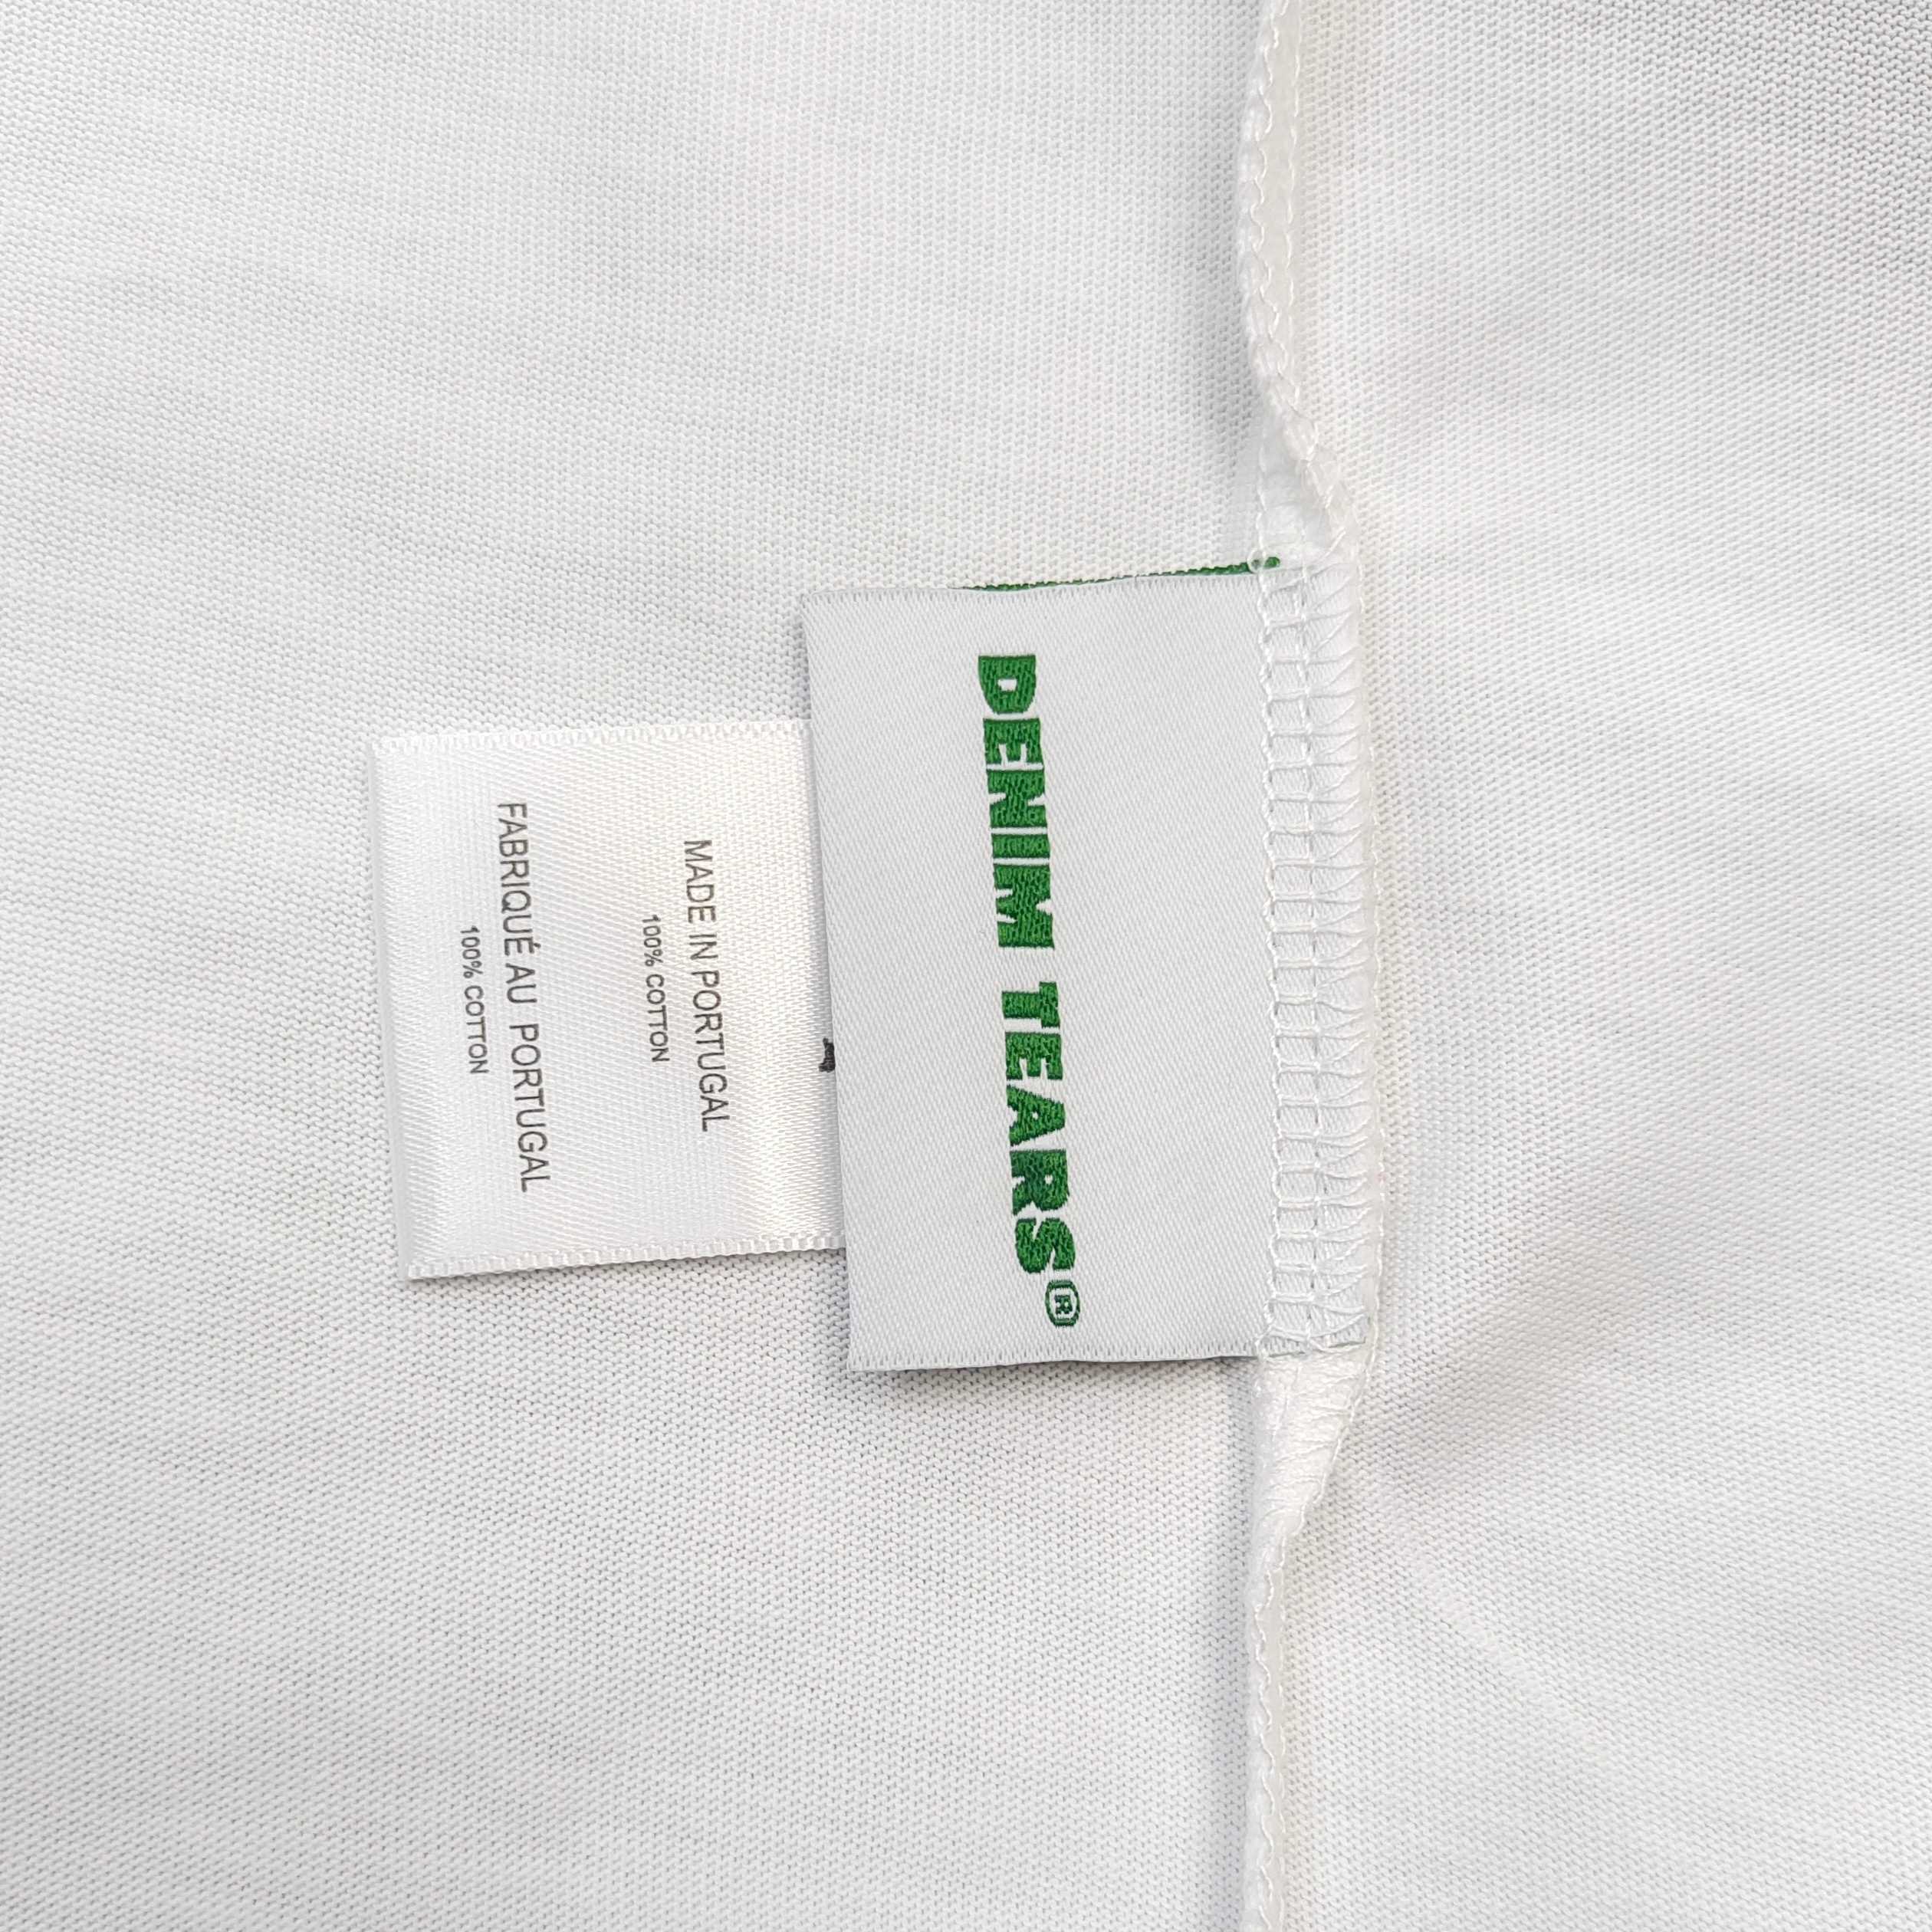 DENIM TEARS®
MADE IN PORTUGAL
100% COTTON
FABRIQUÉ AU PORTUGAL
100% COTTON